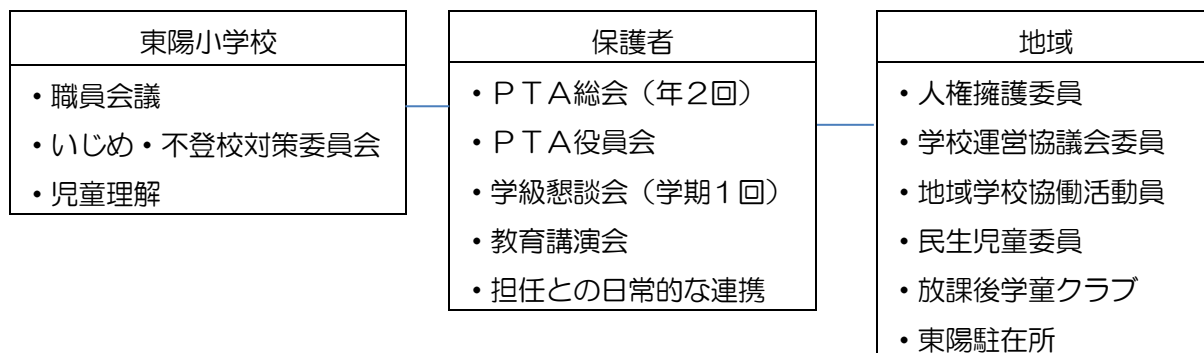 東陽小学校
・職員会議
・いじめ・不登校対策委員会
・児童理解
保護者
・ＰＴＡ総会（年２回）
・ＰＴＡ役員会
・学級懇談会（学期１回）
・教育講演会
・担任との日常的な連携
地域
・人権擁護委員
・学校運営協議会委員
・地域学校協働活動員
・民生児童委員
・放課後学童クラブ
・東陽駐在所